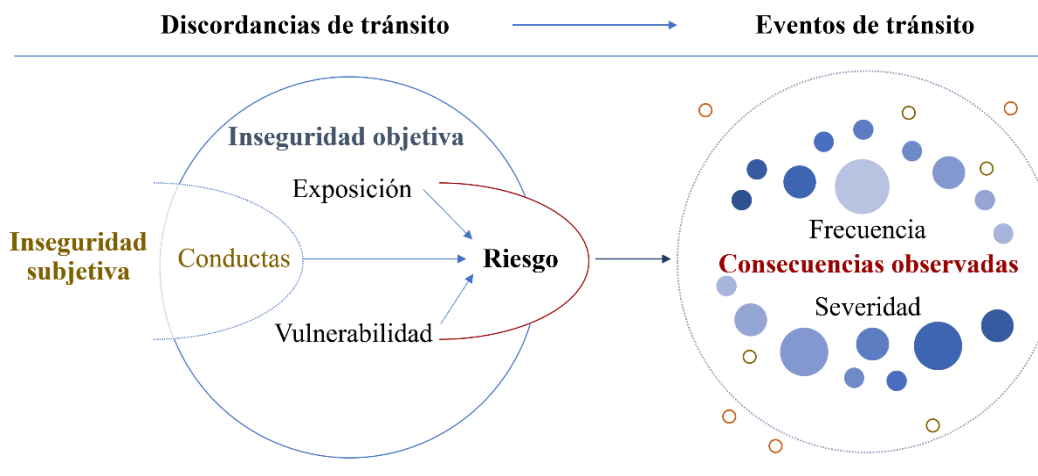 Discordancias de tránsito
Eventos de tránsito
Inseguridad objetiva
Exposición
Inseguridad
subjetiva
Conductas
Riesgo
Vulnerabilidad
Frecuencia
Consecuencias observadas
Severidad